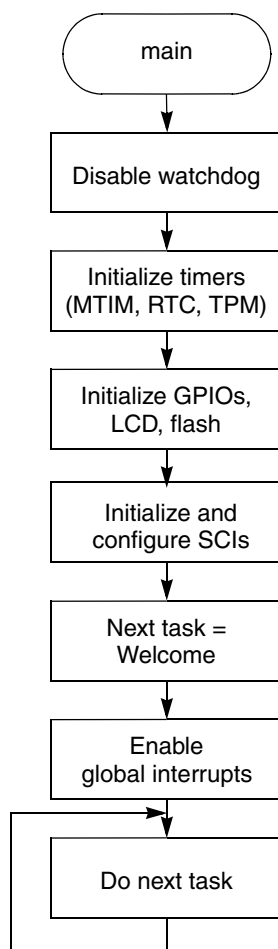 main
Disable watchdog
Initialize timers
(MTIM, RTC, TPM)
Initialize GPIOs,
LCD, flash
Initialize and
configure SCIs
Next task =
Welcome
Enable
global interrupts
Do next task